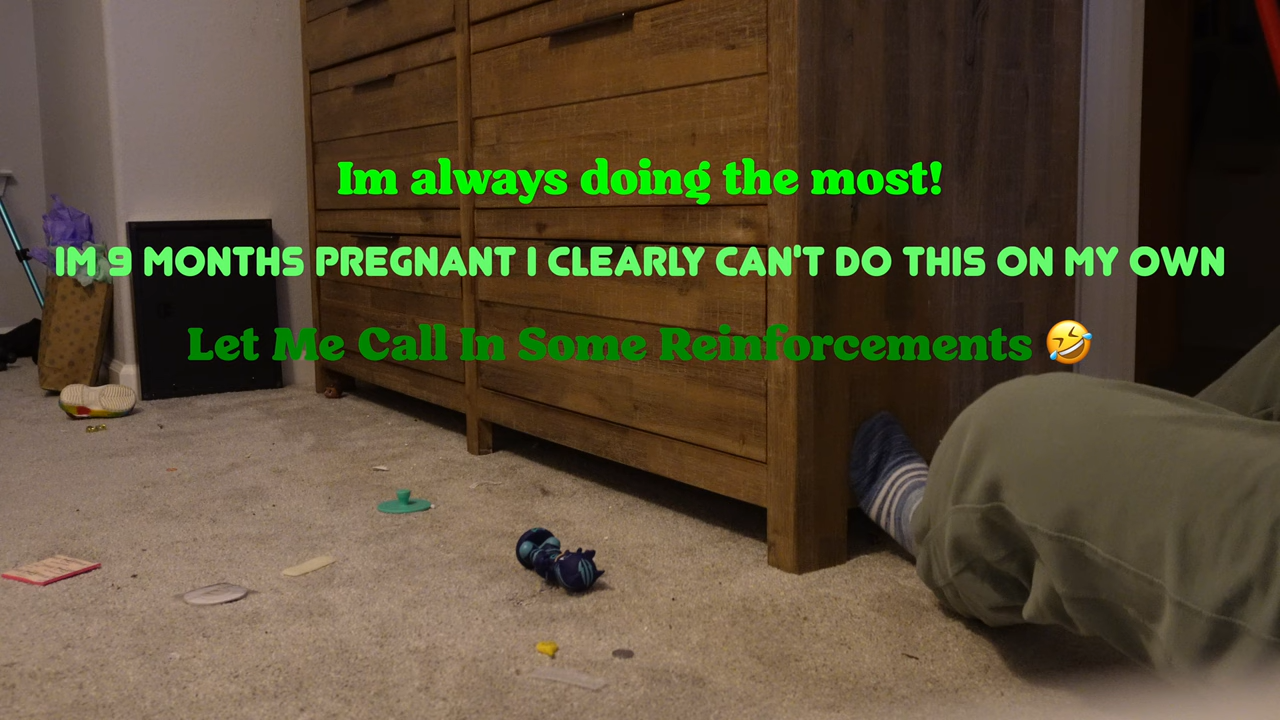 Im always doing the most!
IM 9 MONTHS PREGNANT I CLEARLY CAN'T DO THIS ON MY OWN
Let Me Call In Some Reinforcements 🤣